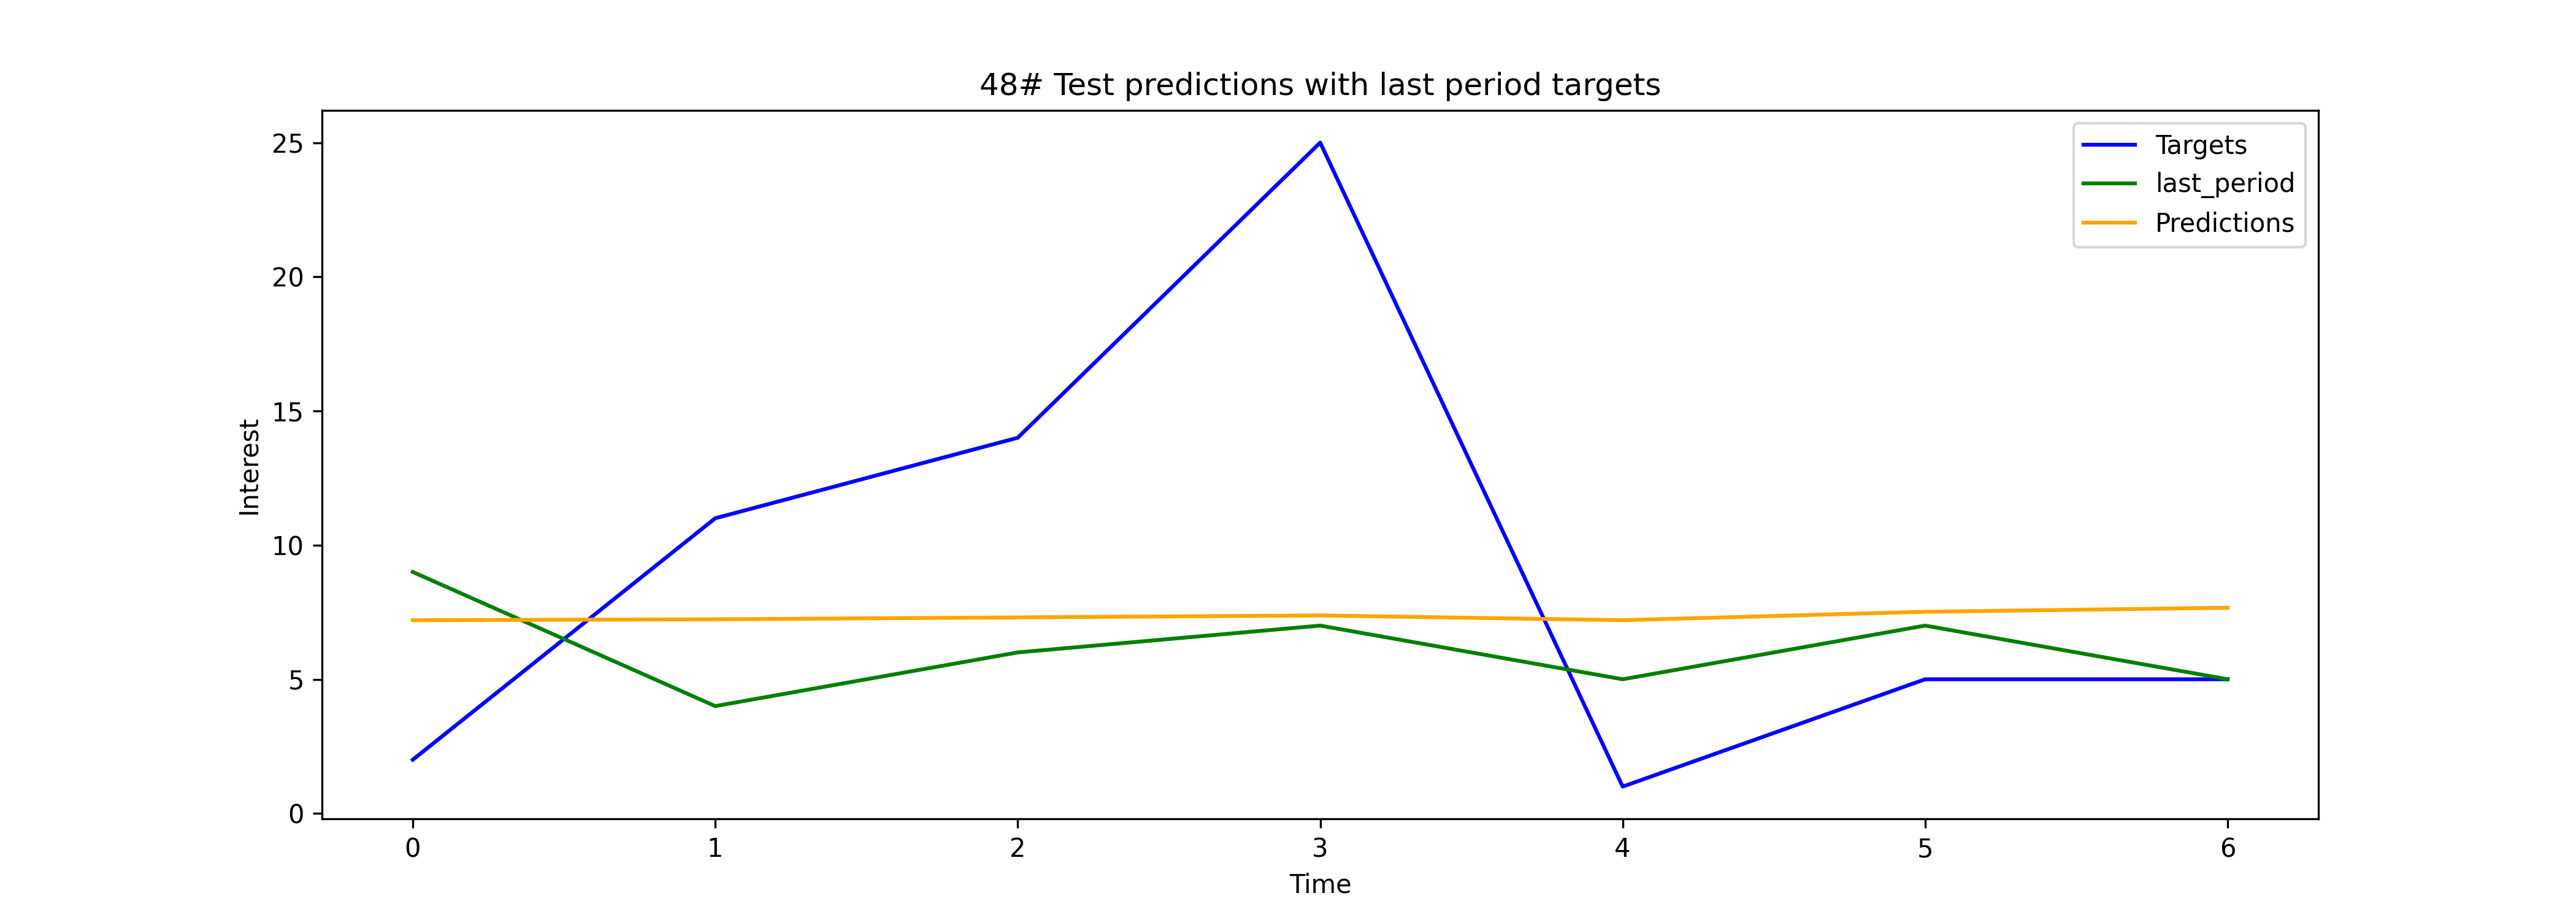 48# Test predictions with last period targets
Targets
last_period
Predictions
25
20
15
10
5
0
Interest
0 1 2 3 4 5 6
Time